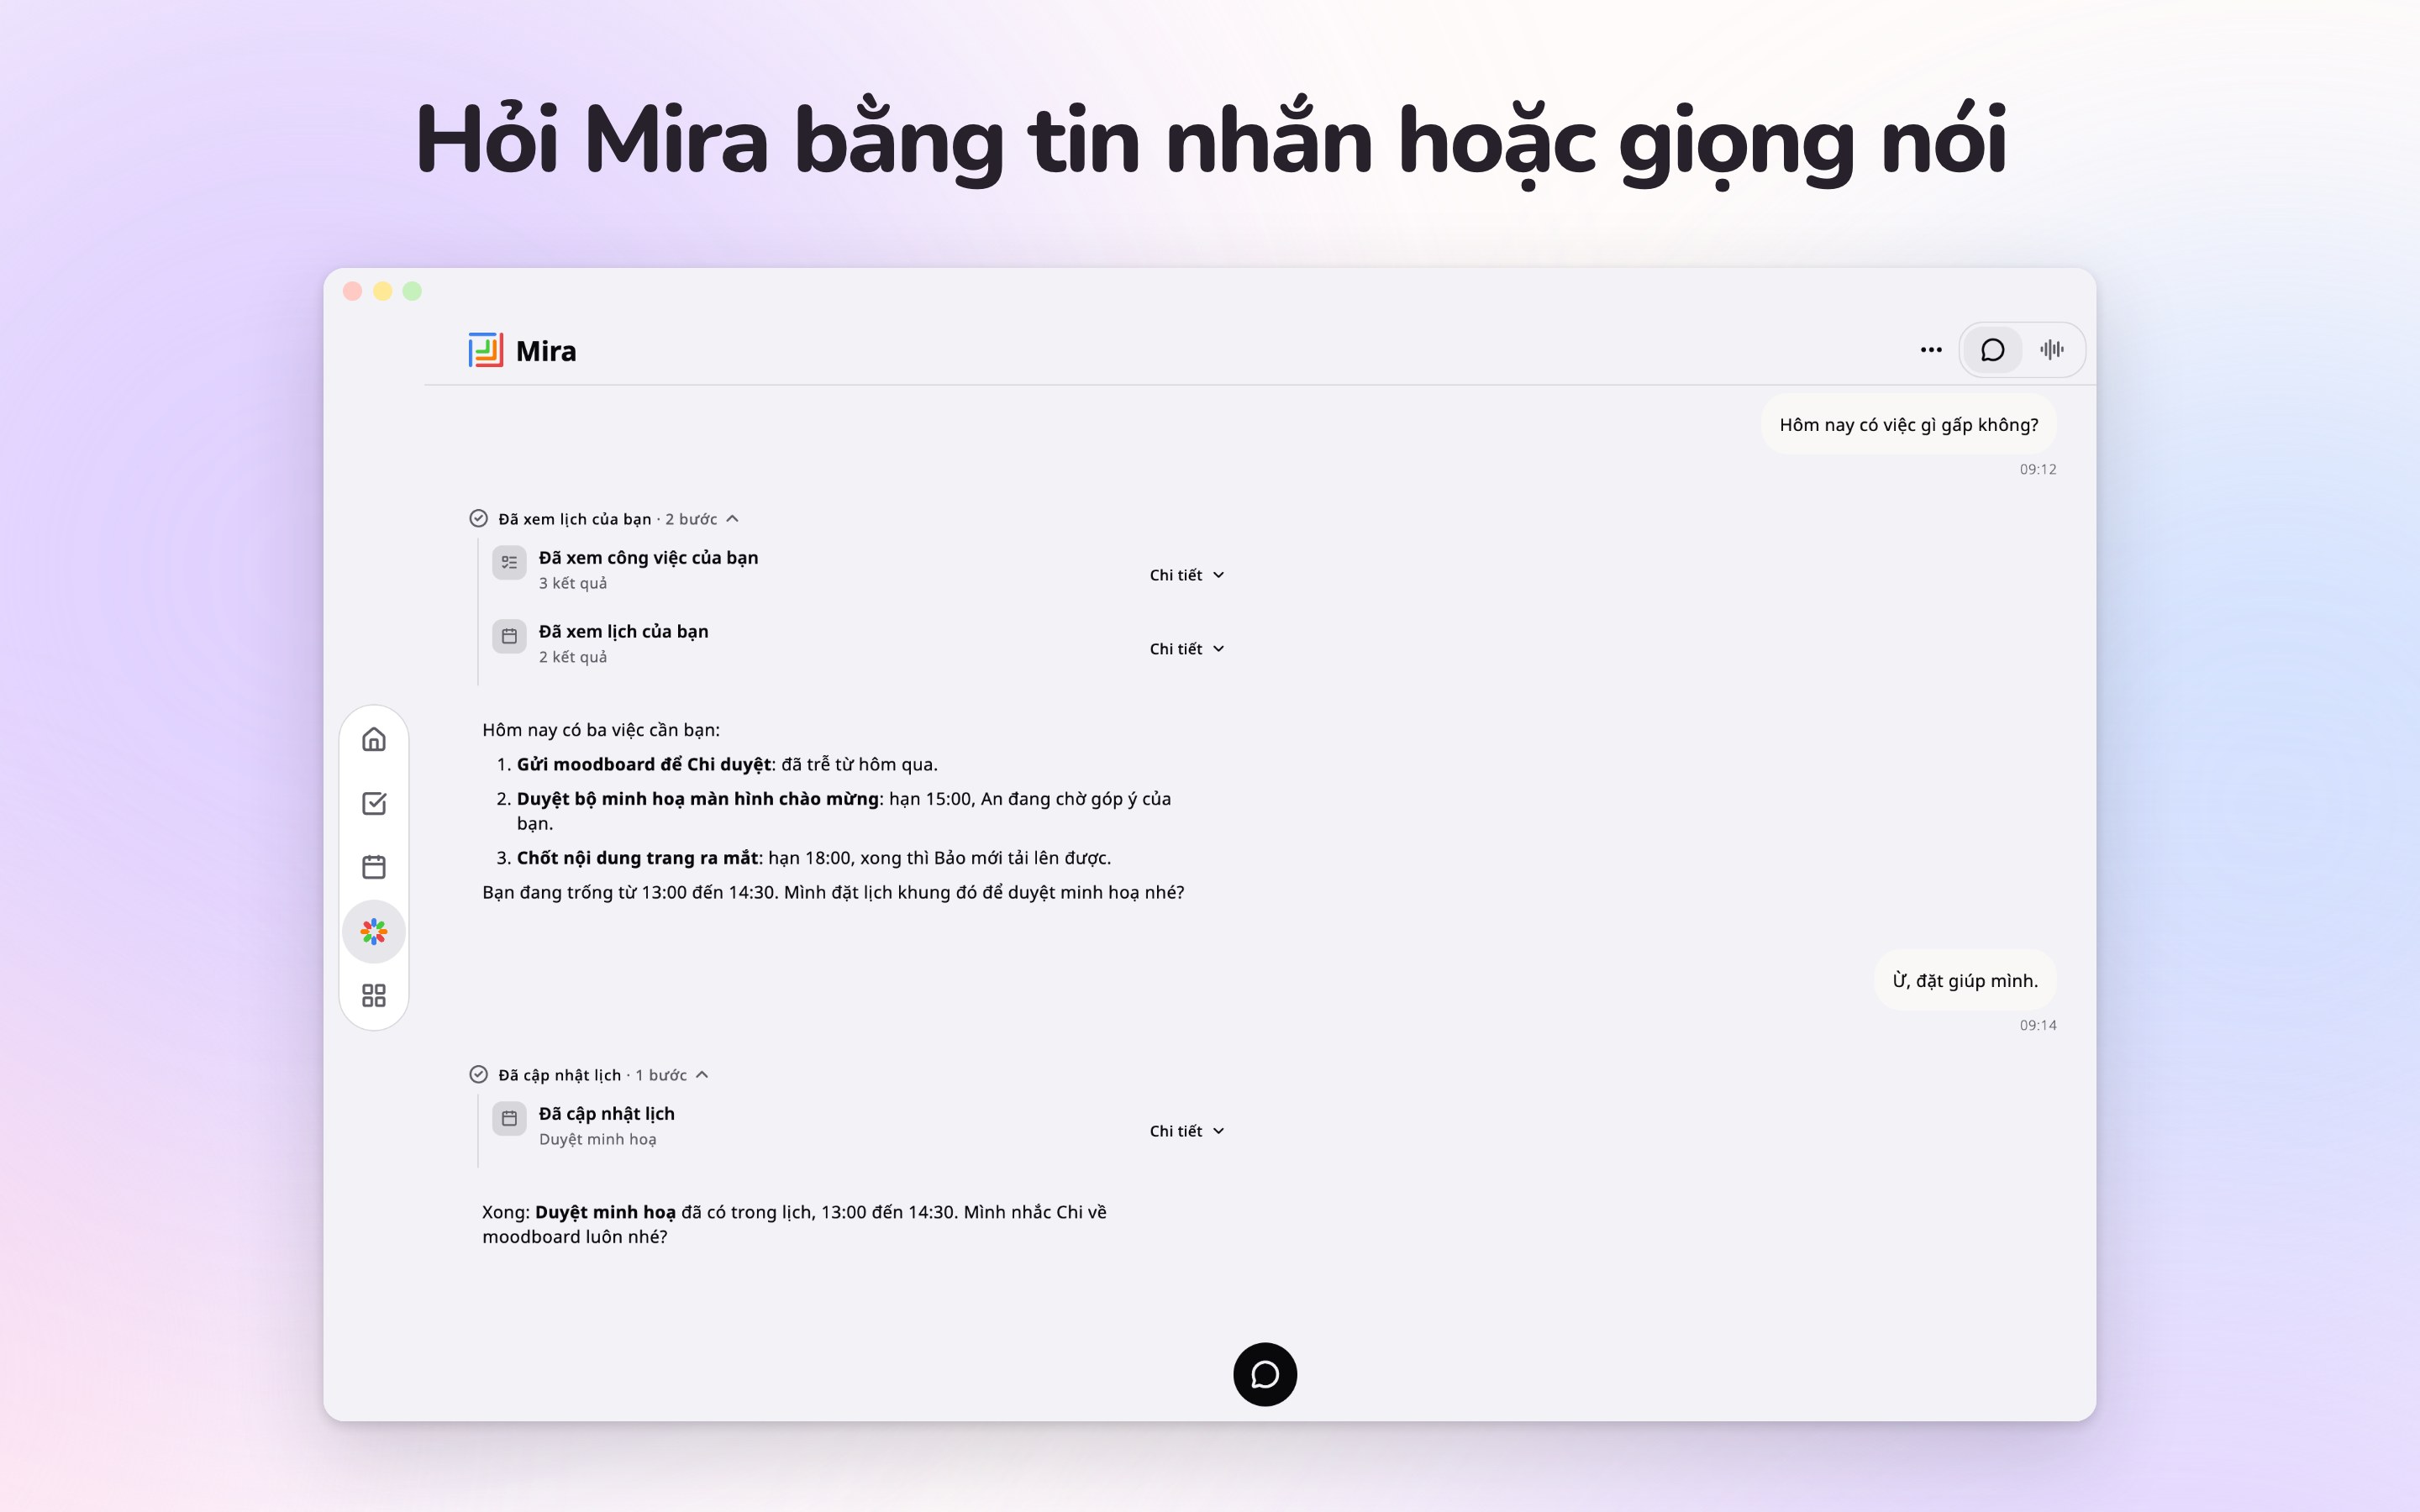 Hỏi Mira bằng tin nhắn hoặc giọng nói
Mira
Hôm nay có việc gì gấp không?
09:12
Đã xem lịch của bạn · 2 bước
Đã xem công việc của bạn
3 kết quả
Chi tiết
Đã xem lịch của bạn
2 kết quả
Chi tiết
Hôm nay có ba việc cần bạn:
1. Gửi moodboard để Chi duyệt: đã trễ từ hôm qua.
2. Duyệt bộ minh hoạ màn hình chào mừng: hạn 15:00, An đang chờ góp ý của
bạn.
3. Chốt nội dung trang ra mắt: hạn 18:00, xong thì Bảo mới tải lên được.
Bạn đang trống từ 13:00 đến 14:30. Mình đặt lịch khung đó để duyệt minh hoạ nhé?
Ừ, đặt giúp mình.
09:14
Đã cập nhật lịch · 1 bước
Đã cập nhật lịch
Duyệt minh hoạ
Chi tiết
Xong: Duyệt minh hoạ đã có trong lịch, 13:00 đến 14:30. Mình nhắc Chi về
moodboard luôn nhé?